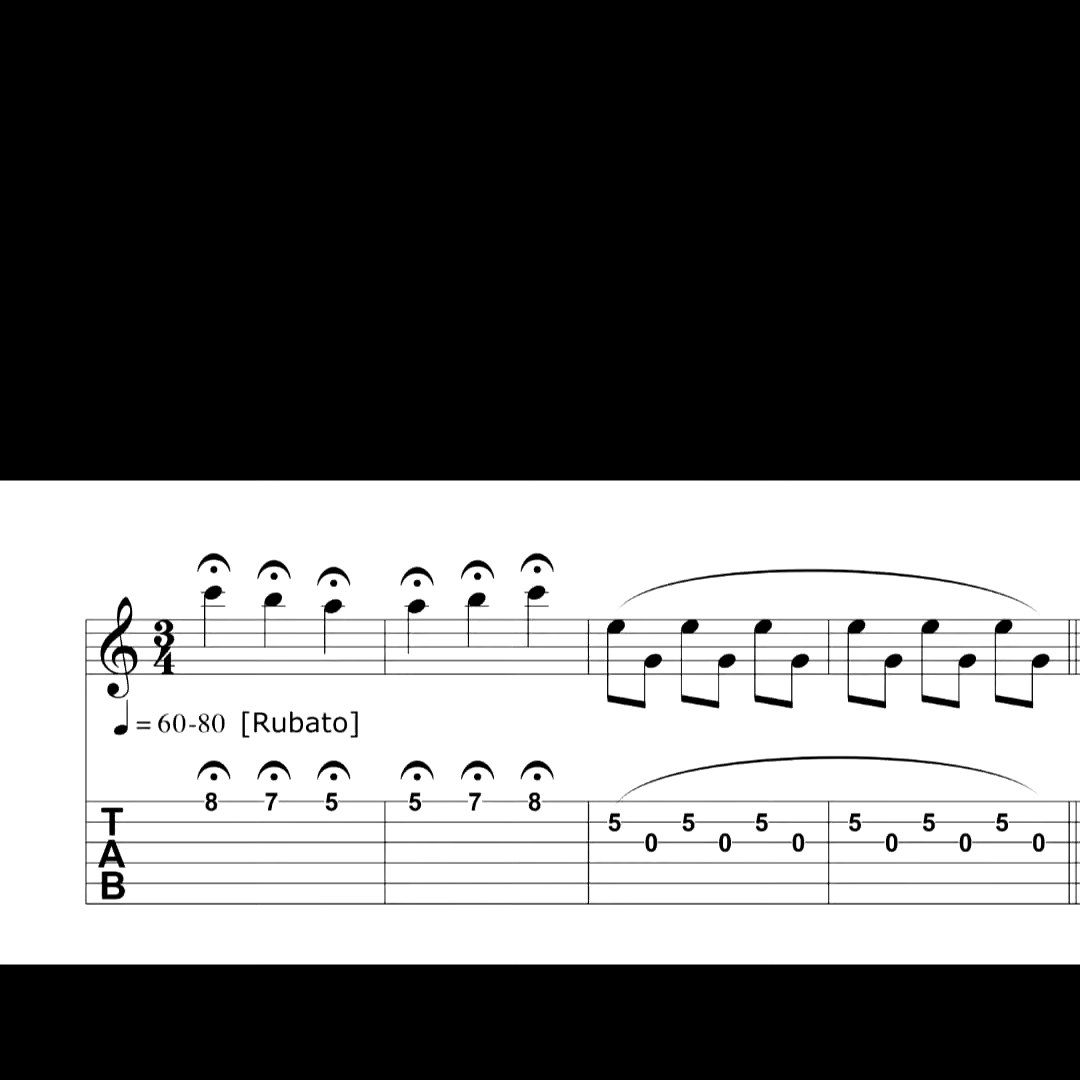 3
4
♩ = 60-80 [Rubato]
8 7 5 5 7 8
T 5 5 5 5 5 5
A 0 0 0 0 0 0
B